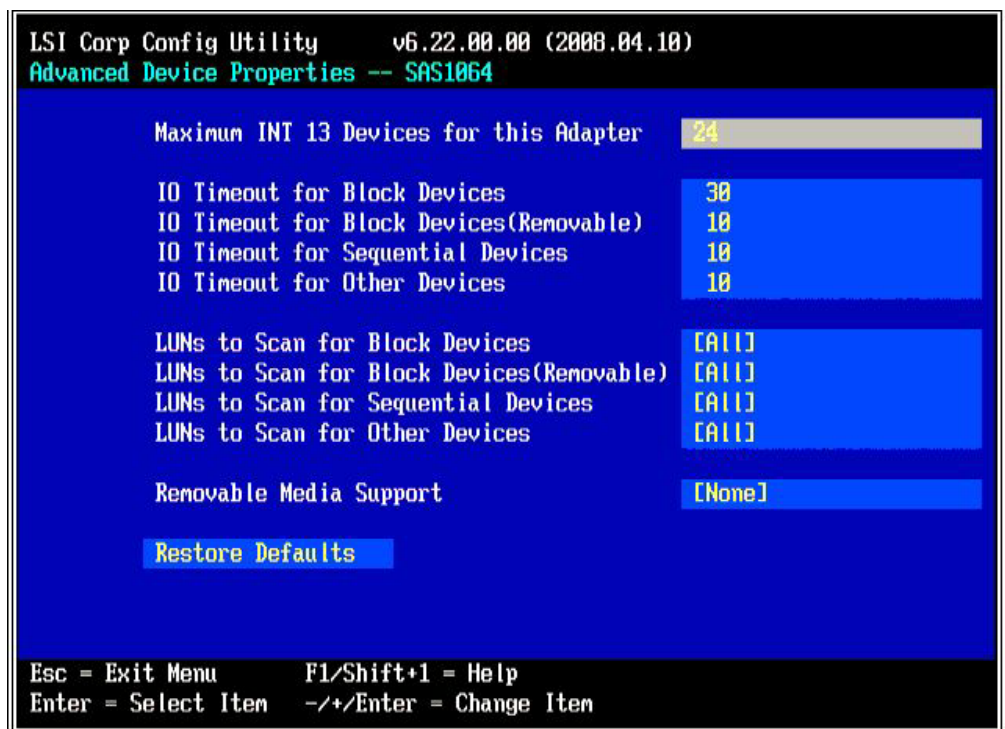 LSI Corp Config Utility v6.22.00.00 (2008.04.10)
Advanced Device Properties -- SAS1064
Maximum INT 13 Devices for this Adapter 24
IO Timeout for Block Devices 30
IO Timeout for Block Devices(Removable) 10
IO Timeout for Sequential Devices 10
IO Timeout for Other Devices 10
LUNs to Scan for Block Devices [All]
LUNs to Scan for Block Devices(Removable) [All]
LUNs to Scan for Sequential Devices [All]
LUNs to Scan for Other Devices [All]
Removable Media Support [None]
Restore Defaults
Esc = Exit Menu F1/Shift+1 = Help
Enter = Select Item -/+/Enter = Change Item